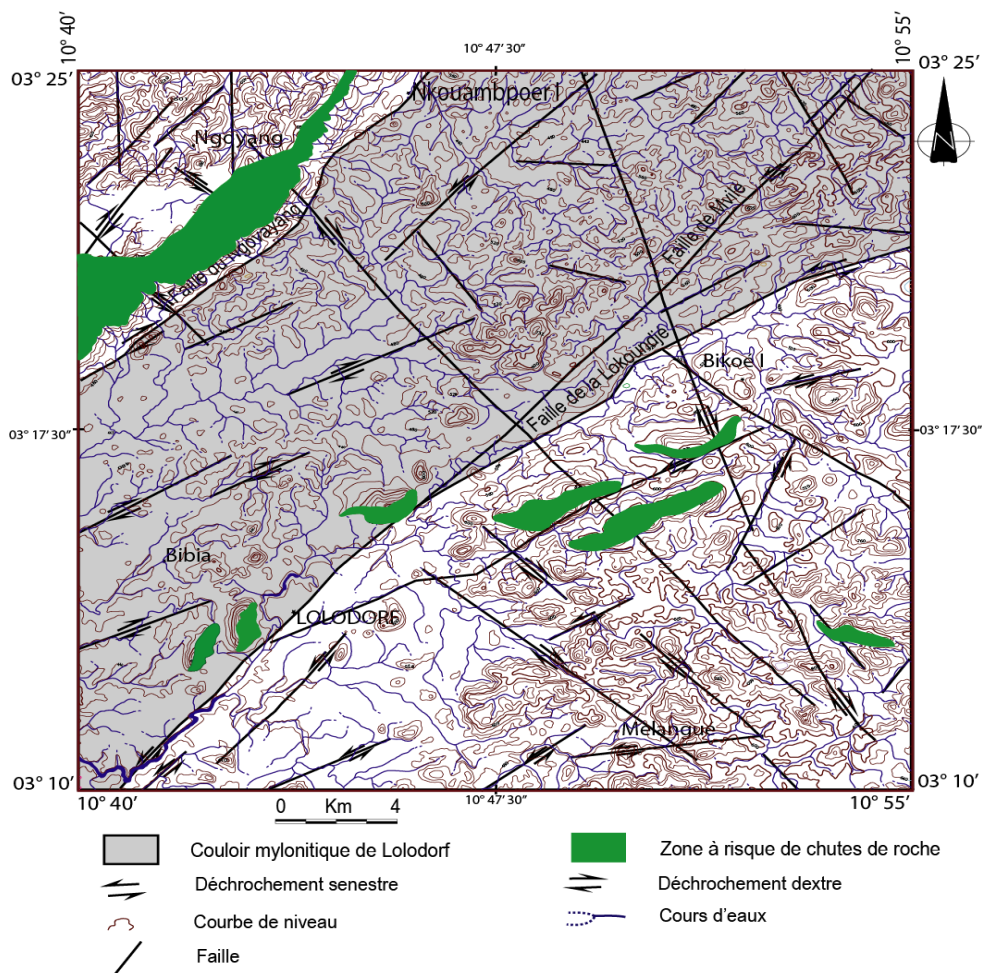 10° 40'
10° 47' 30"
10° 55'
03° 25'
03° 25'
N
Nkouambpoer I
Ngoyang
Faille de Mvile
Faille du Ngovayang
Bikoe I
Faille de la Lokoundje
03° 17' 30"
03° 17' 30"
Bibia
LOLODORF
Melangue
03° 10'
03° 10'
10° 40'
10° 47' 30"
10° 55'
0 Km 4
Couloir mylonitique de Lolodorf
Zone à risque de chutes de roche
Déchrochement senestre
Déchrochement dextre
Courbe de niveau
Cours d'eaux
Faille